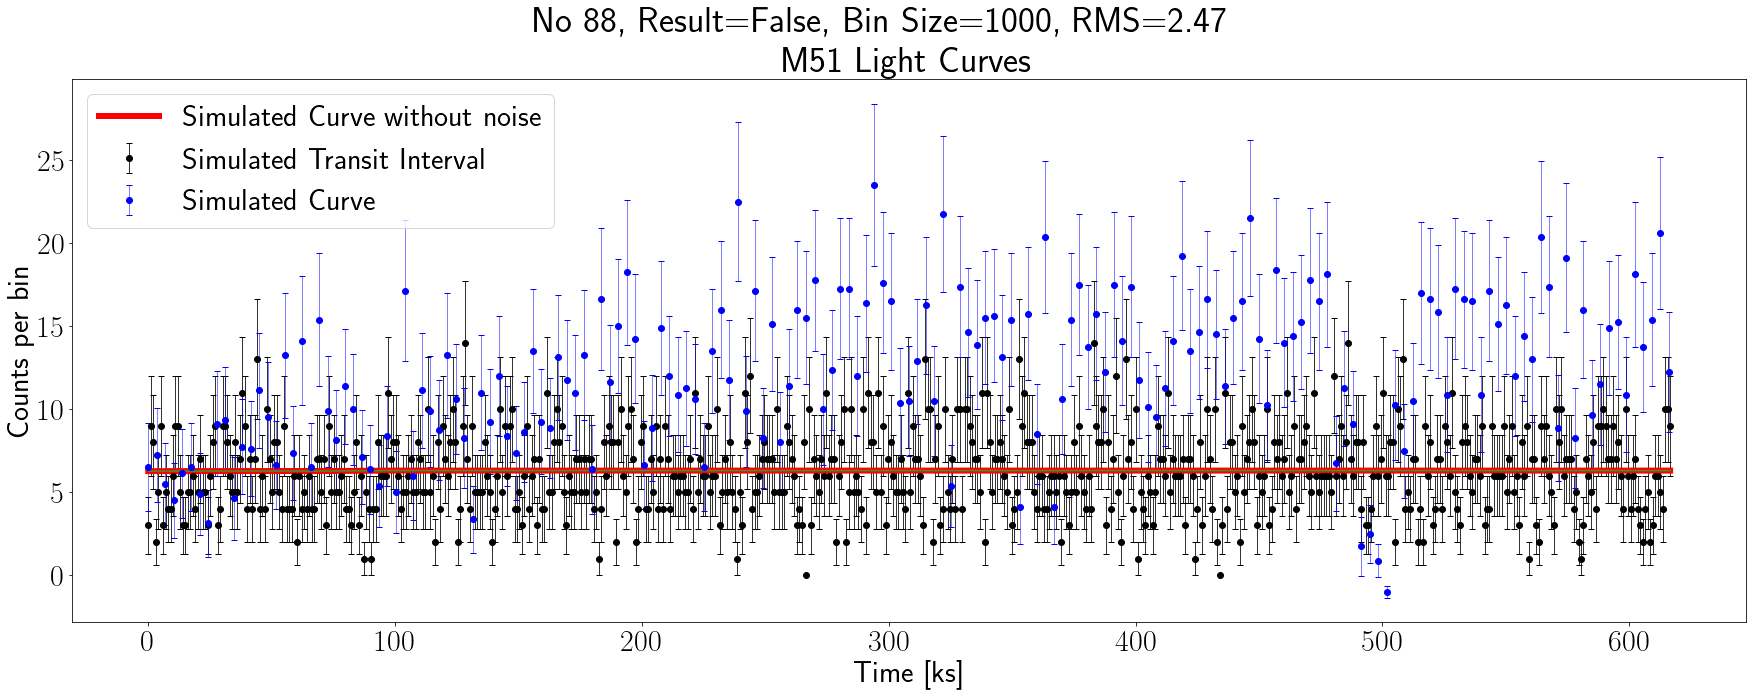 No 88, Result=False, Bin Size=1000, RMS=2.47
M51 Light Curves
Simulated Curve without noise
Simulated Transit Interval
Simulated Curve
Counts per bin
25
20
15
10
5
0
0 100 200 300 400 500 600
Time [ks]